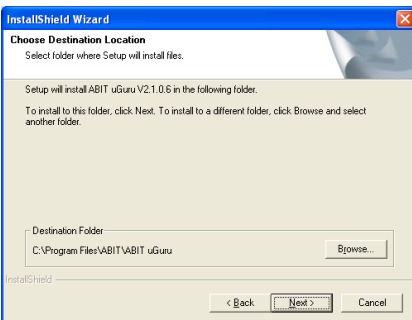 InstallShield Wizard
Choose Destination Location
Select folder where Setup will install files.
Setup will install ABIT uGuru V2.1.0.6 in the following folder.
To install to this folder, click Next. To install to a different folder, click Browse and select
another folder.
Destination Folder
C:\Program Files\ABIT\ABIT uGuru
Browse...
InstallShield
< Back
Next >
Cancel